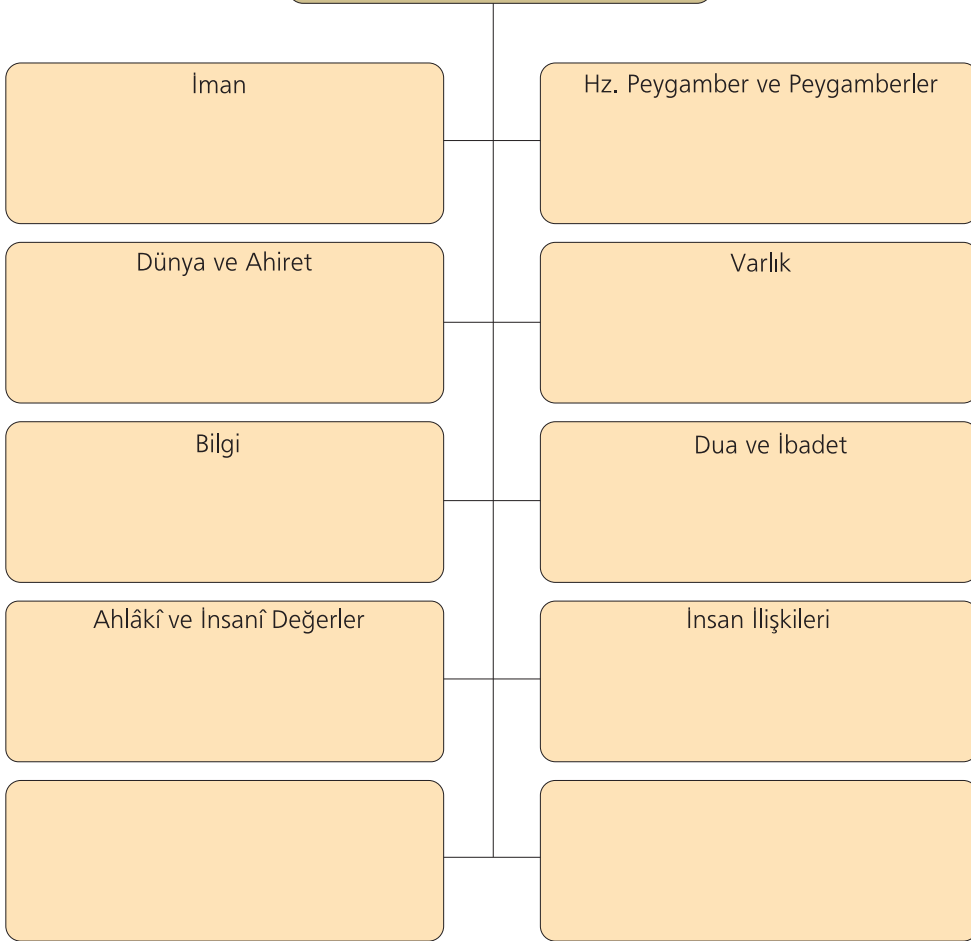 İman
Hz. Peygamber ve Peygamberler
Dünya ve Ahiret
Varlık
Bilgi
Dua ve İbadet
Ahlâkî ve İnsanî Değerler
İnsan İlişkileri